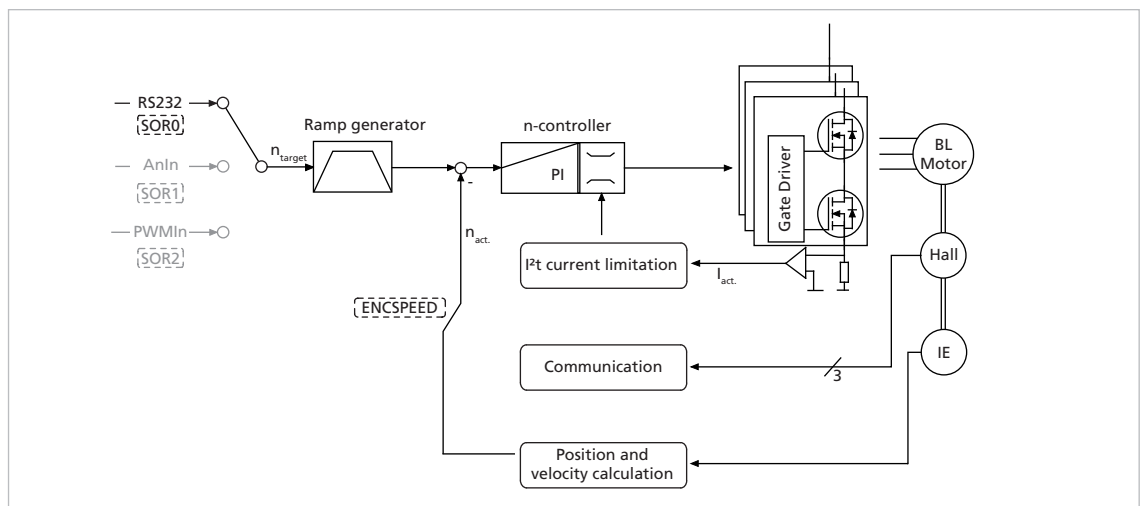 RS232
SOR0
AnIn
SOR1
PWMIn
SOR2
n target
Ramp generator
n-controller
PI
-
n act.
ENCSPEED
I²t current limitation
I act.
Gate Driver
BL
Motor
Hall
IE
Communication
3
Position and
velocity calculation